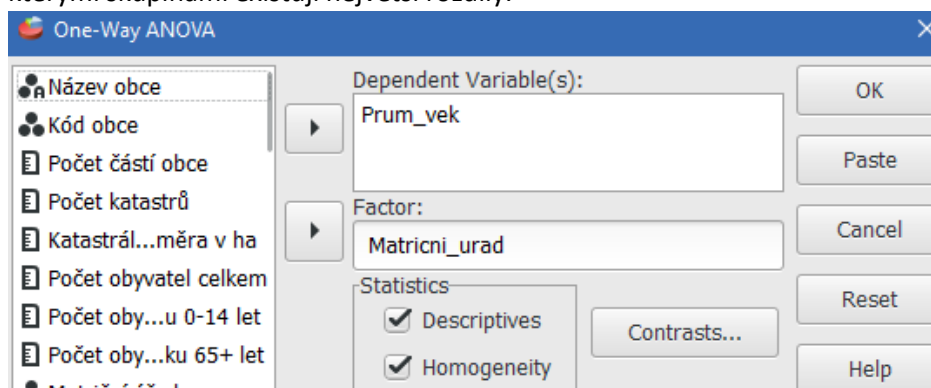 One-Way ANOVA
Název obce
Kód obce
Počet částí obce
Počet katastrů
Katastrál...měra v ha
Počet obyvatel celkem
Počet oby...u 0-14 let
Počet oby...ku 65+ let
Dependent Variable(s):
Prum_vek
Factor:
Matricni_urad
Statistics
Descriptives
Homogeneity
Contrasts...
OK
Paste
Cancel
Reset
Help